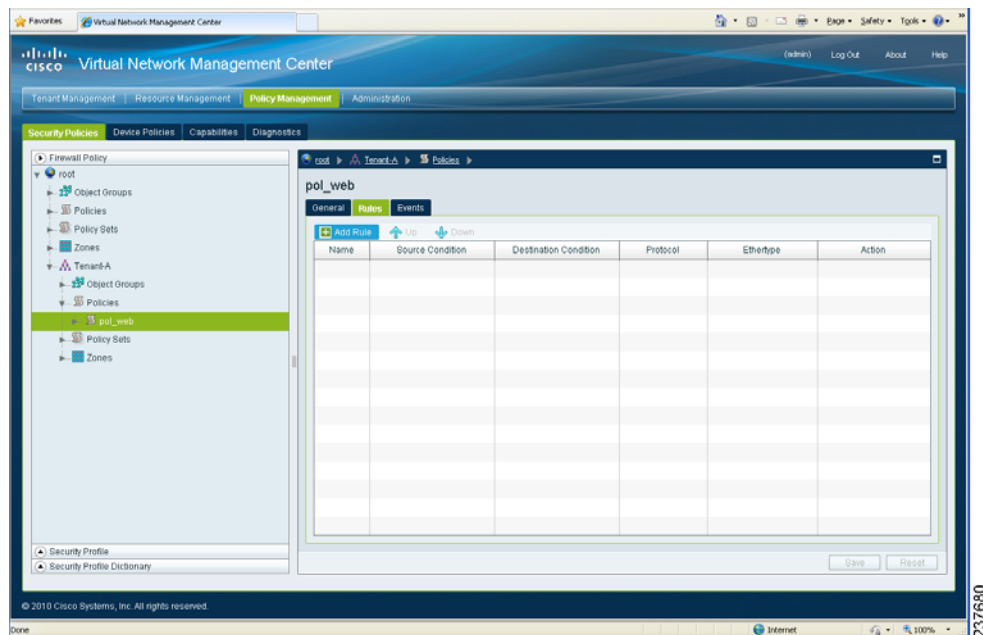 Favorites Virtual Network Management Center Page Safety Tools
cisco Virtual Network Management Center (admin) Log Out About Help
Tenant Management | Resource Management | Policy Management | Administration
Security Policies Device Policies Capabilities Diagnostics
Firewall Policy
root
Object Groups
Policies
Policy Sets
Zones
Tenant-A
Object Groups
Policies
pol_web
Policy Sets
Zones
Security Profile
Security Profile Dictionary
root Tenant-A Policies
pol_web
General Rules Events
Add Rule Up Down
Name Source Condition Destination Condition Protocol Ethertype Action
Save Reset
© 2010 Cisco Systems, Inc. All rights reserved.
Done Internet 100%
237680